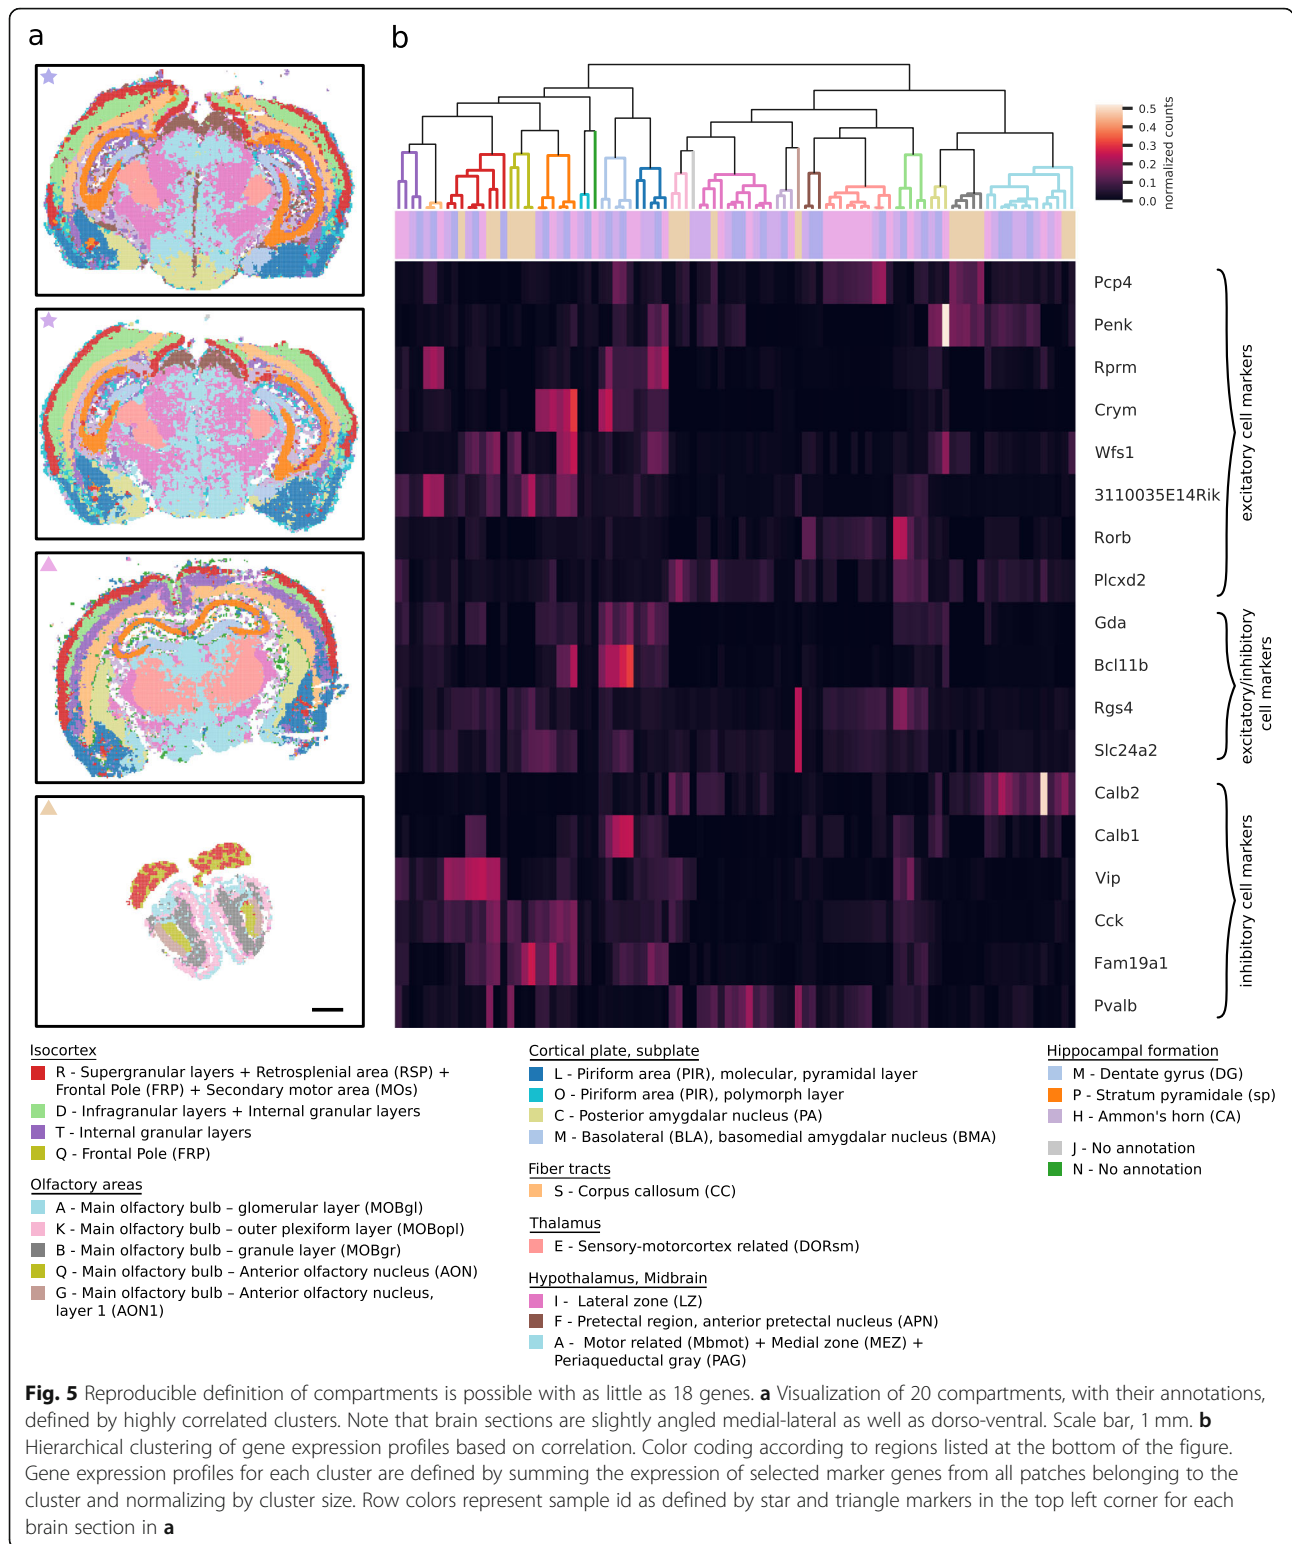 a
b
0.5
0.4
0.3
0.2
0.1
0.0
normalized counts
Pcp4
Penk
Rprm
Crym
Wfs1
3110035E14Rik
Rorb
Plcxd2
Gda
Bcl11b
Rgs4
Slc24a2
Calb2
Calb1
Vip
Cck
Fam19a1
Pvalb
excitatory cell markers
excitatory/inhibitory
cell markers
inhibitory cell markers
Isocortex
R - Supergranular layers + Retrosplenial area (RSP) +
Frontal Pole (FRP) + Secondary motor area (MOs)
D - Infragranular layers + Internal granular layers
T - Internal granular layers
Q - Frontal Pole (FRP)
Olfactory areas
A - Main olfactory bulb – glomerular layer (MOBgl)
K - Main olfactory bulb – outer plexiform layer (MOBopl)
B - Main olfactory bulb – granule layer (MOBgr)
Q - Main olfactory bulb – Anterior olfactory nucleus (AON)
G - Main olfactory bulb – Anterior olfactory nucleus,
layer 1 (AON1)
Cortical plate, subplate
L - Piriform area (PIR), molecular, pyramidal layer
O - Piriform area (PIR), polymorph layer
C - Posterior amygdalar nucleus (PA)
M - Basolateral (BLA), basomedial amygdalar nucleus (BMA)
Fiber tracts
S - Corpus callosum (CC)
Thalamus
E - Sensory-motorcortex related (DORsm)
Hypothalamus, Midbrain
I - Lateral zone (LZ)
F - Pretectal region, anterior pretectal nucleus (APN)
A - Motor related (Mbmot) + Medial zone (MEZ) +
Periaqueductal gray (PAG)
Hippocampal formation
M - Dentate gyrus (DG)
P - Stratum pyramidale (sp)
H - Ammon's horn (CA)
J - No annotation
N - No annotation
Fig. 5 Reproducible definition of compartments is possible with as little as 18 genes. a Visualization of 20 compartments, with their annotations,
defined by highly correlated clusters. Note that brain sections are slightly angled medial-lateral as well as dorso-ventral. Scale bar, 1 mm. b
Hierarchical clustering of gene expression profiles based on correlation. Color coding according to regions listed at the bottom of the figure.
Gene expression profiles for each cluster are defined by summing the expression of selected marker genes from all patches belonging to the
cluster and normalizing by cluster size. Row colors represent sample id as defined by star and triangle markers in the top left corner for each
brain section in a